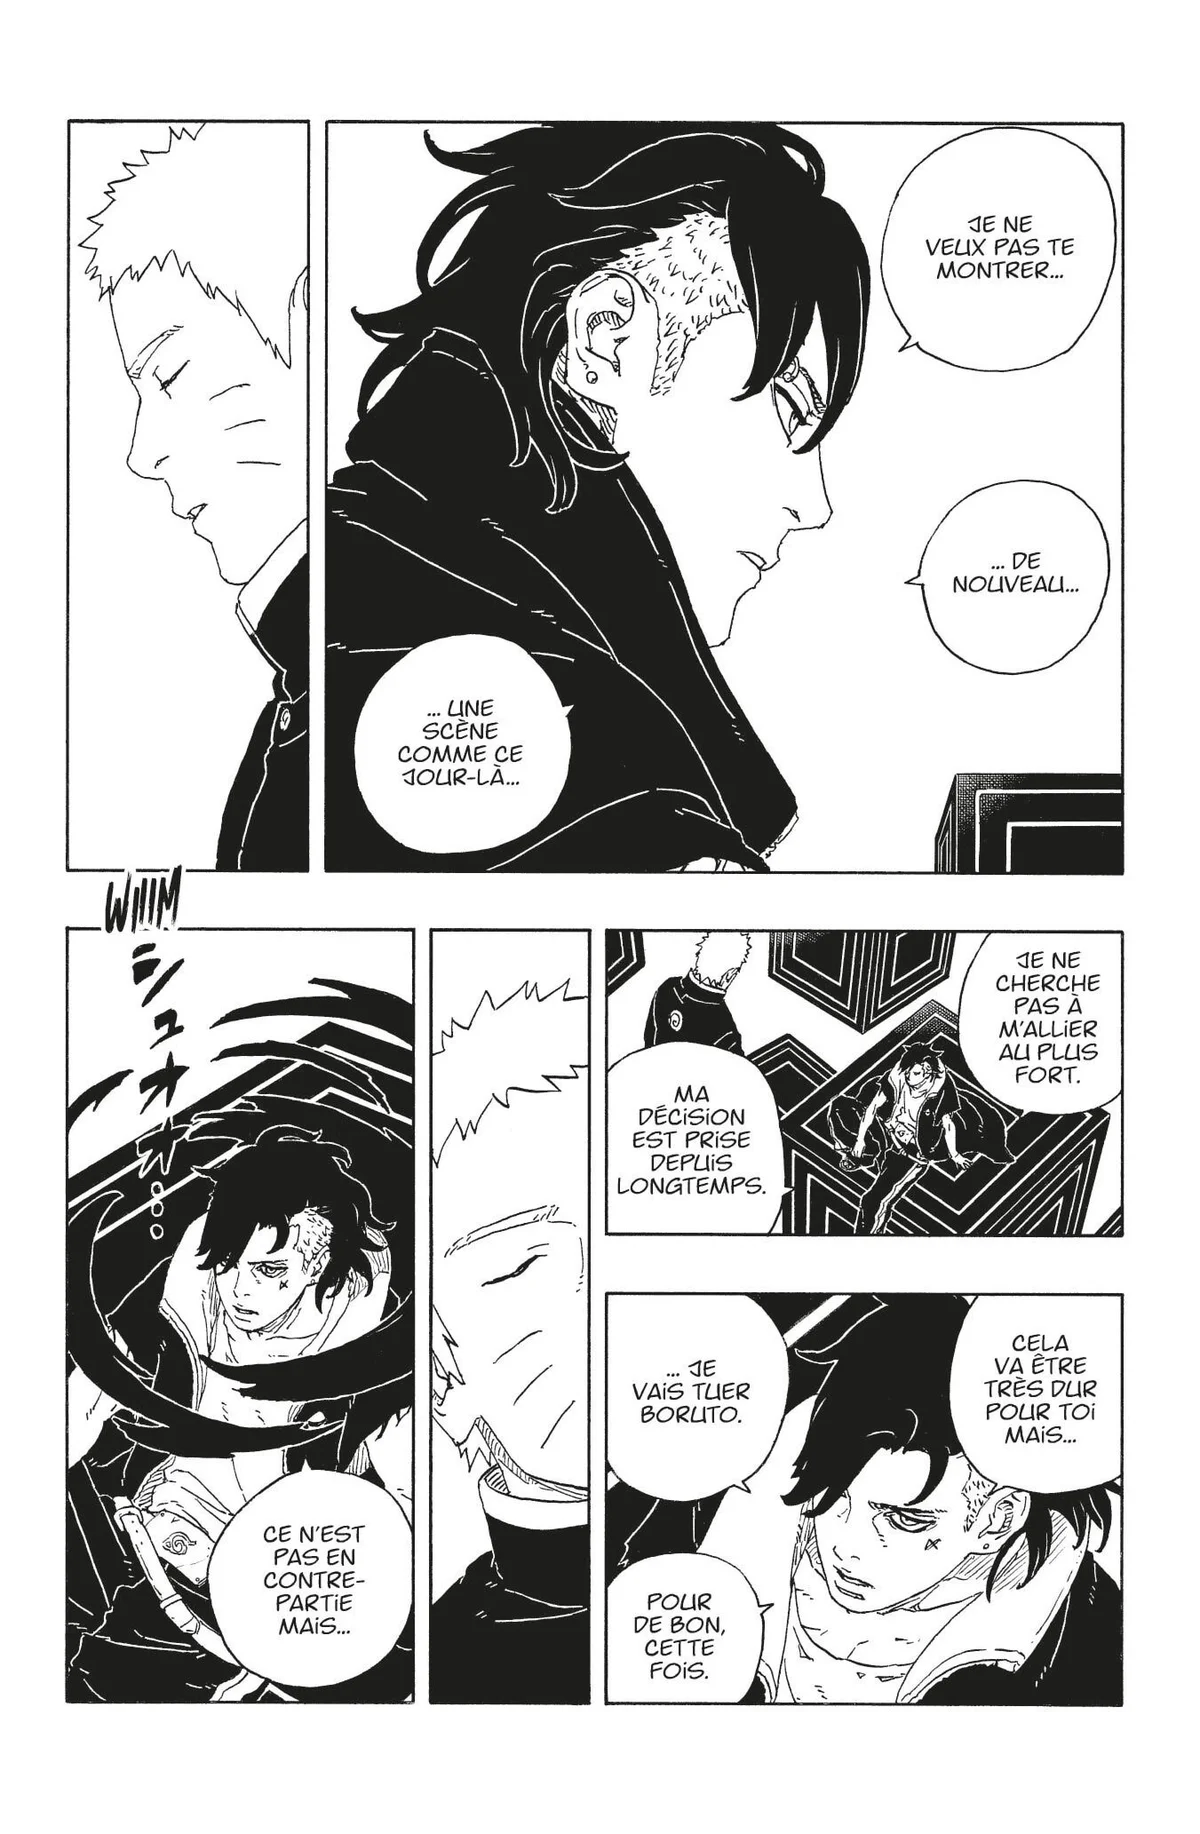 JE NE
VEUX PAS TE
MONTRER...
... DE
NOUVEAU...
... UNE
SCÈNE
COMME CE
JOUR-LÀ...
JE NE
CHERCHE
PAS À
M'ALLIER
AU PLUS
FORT.
MA
DÉCISION
EST PRISE
DEPUIS
LONGTEMPS.
CELA
VA ÊTRE
TRÈS DUR
POUR TOI
MAIS...
... JE
VAIS TUER
BORUTO.
POUR
DE BON,
CETTE
FOIS.
WIIIM
シュオオ...
CE N'EST
PAS EN
CONTRE-
PARTIE
MAIS...